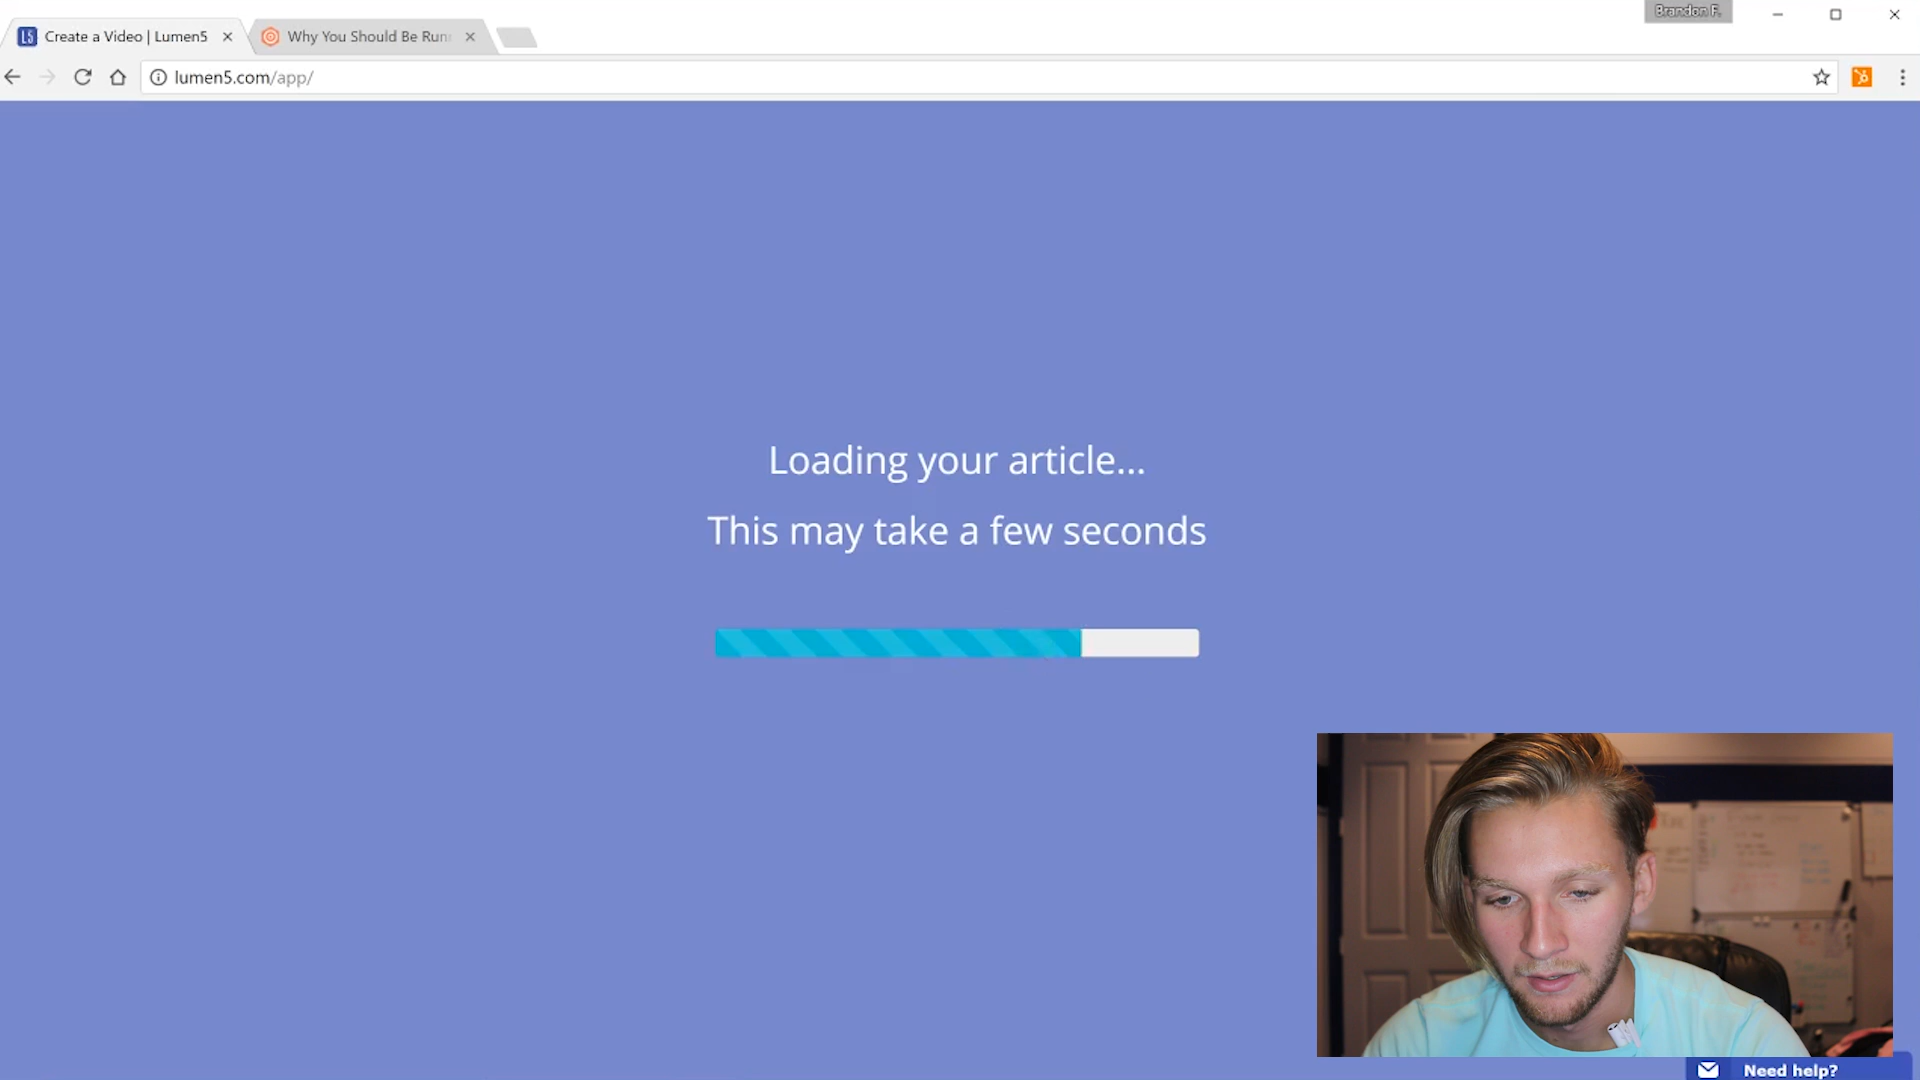 Brandon F.
L5 Create a Video | Lumen5
Why You Should Be Run
lumen5.com/app/
Loading your article...
This may take a few seconds
Need help?